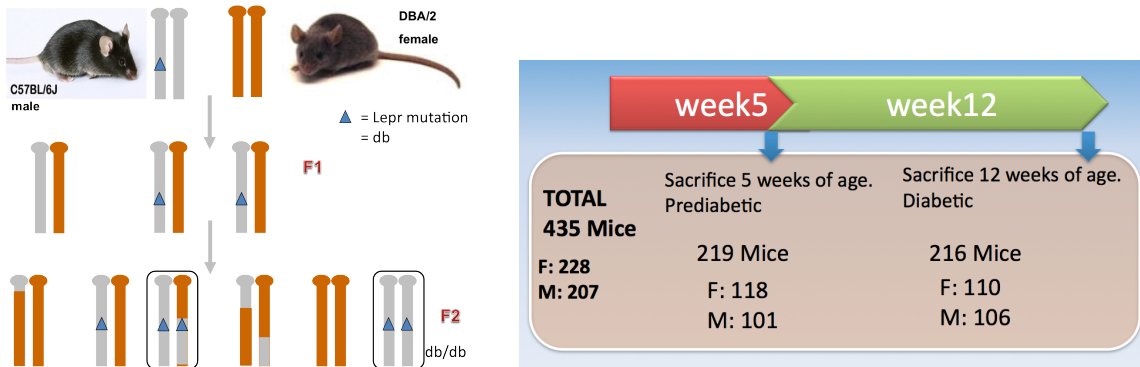 DBA/2
female
C57BL/6J
male
= Lepr mutation
= db
F1
F2
db/db
week5
week12
TOTAL
435 Mice
F: 228
M: 207
Sacrifice 5 weeks of age.
Prediabetic
219 Mice
F: 118
M: 101
Sacrifice 12 weeks of age.
Diabetic
216 Mice
F: 110
M: 106